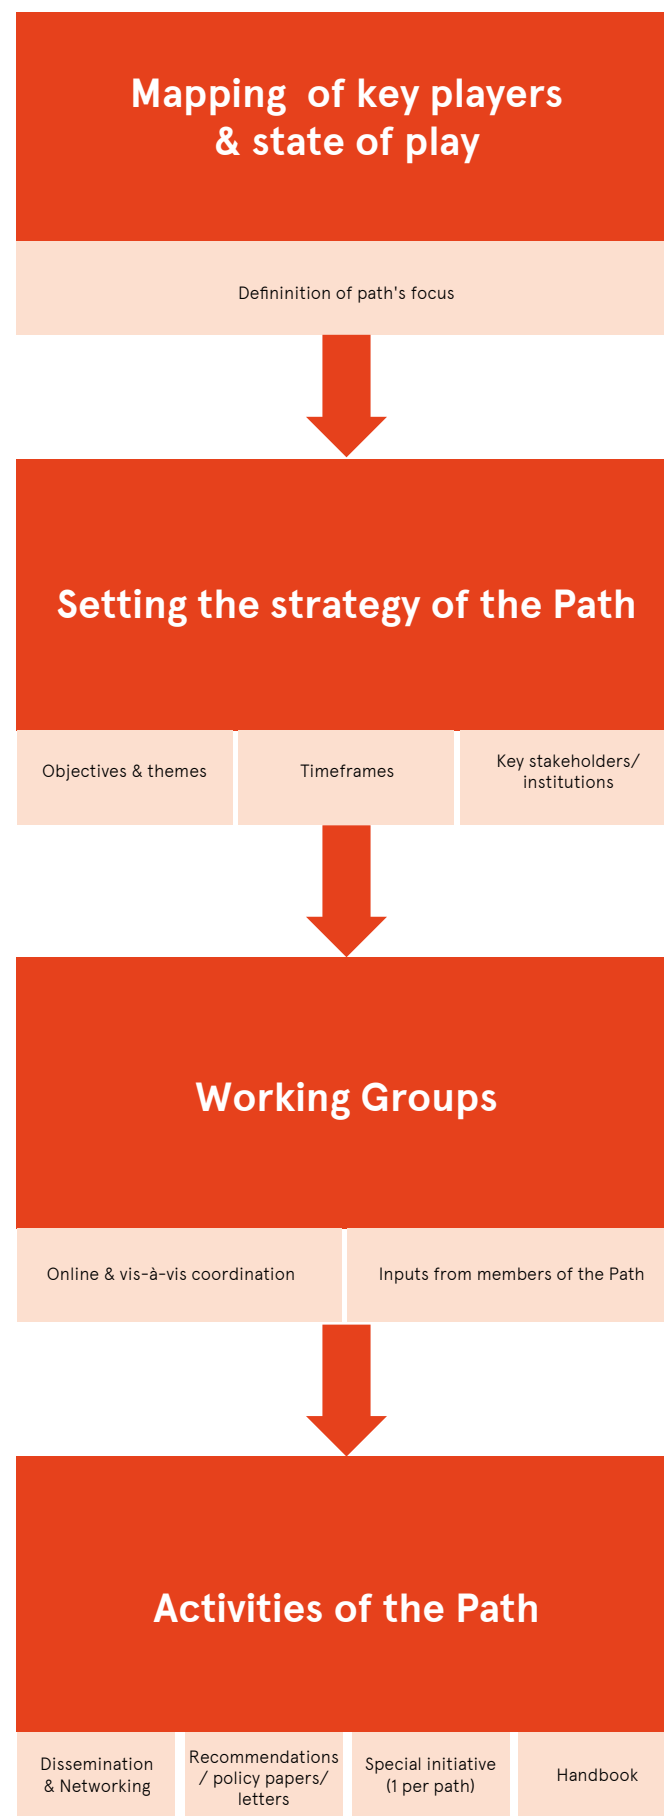 Mapping of key players
& state of play
Defininition of path's focus
Setting the strategy of the Path
Objectives & themes
Timeframes
Key stakeholders/
institutions
Working Groups
Online & vis-à-vis coordination
Inputs from members of the Path
Activities of the Path
Dissemination
& Networking
Recommendations
/ policy papers/
letters
Special initiative
(1 per path)
Handbook